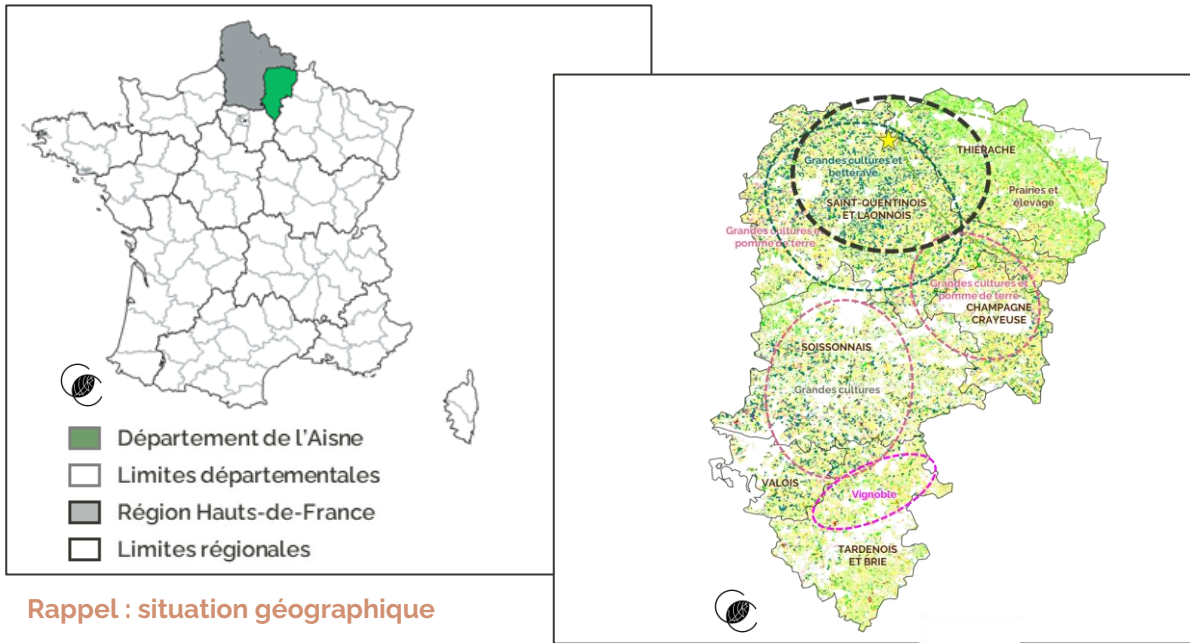 Département de l'Aisne
Limites départementales
Région Hauts-de-France
Limites régionales
Rappel : situation géographique
THIERACHE
Grandes cultures et
betterave
Prairies et
élevage
SAINT-QUENTINOIS
ET LAONNOIS
Grandes cultures et
pomme de terre
Grandes cultures et
pomme de terre
CHAMPAGNE
CRAYEUSE
SOISSONNAIS
Grandes cultures
VALOIS
Vignoble
TARDENOIS
ET BRIE